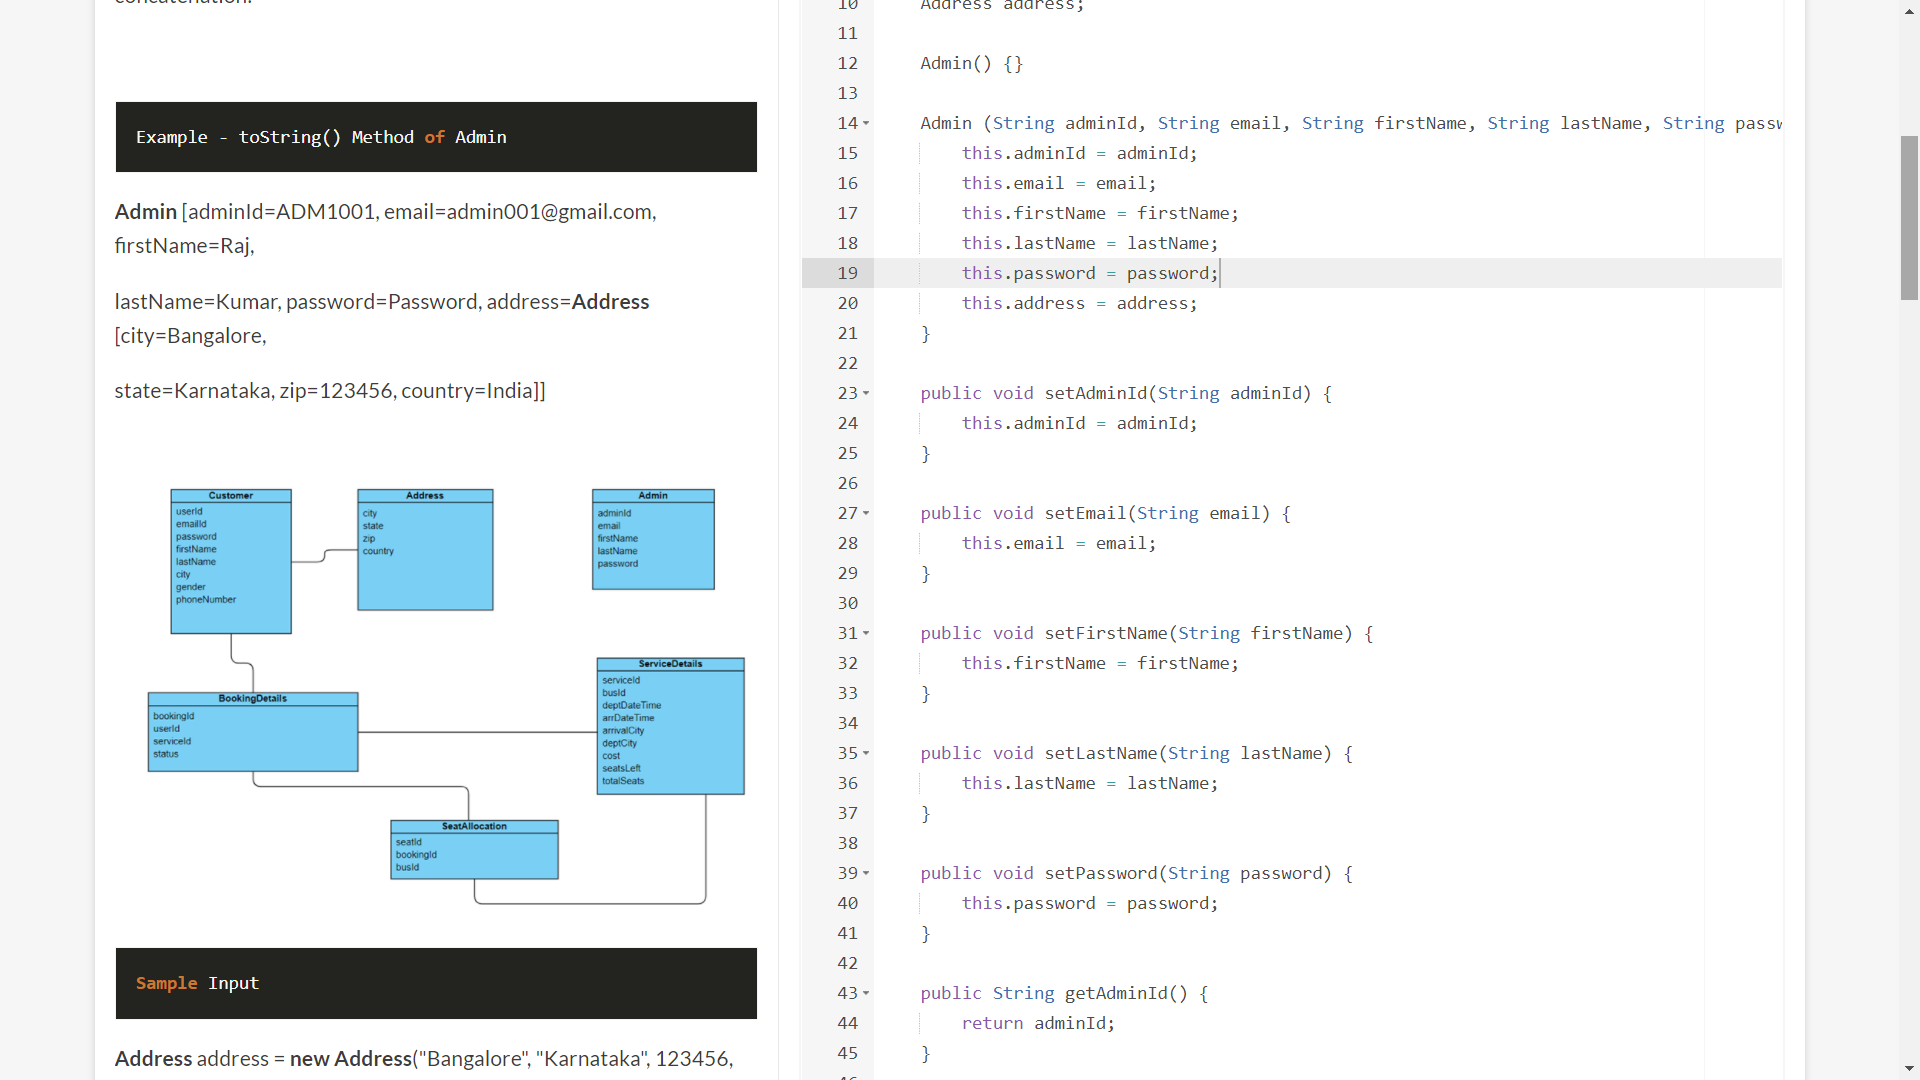 Example - toString() Method of Admin
Admin [adminId=ADM1001, email=admin001@gmail.com,
firstName=Raj,
lastName=Kumar, password=Password, address=Address
[city=Bangalore,
state=Karnataka, zip=123456, country=India]]
Customer
userId
emailId
password
firstName
lastName
city
gender
phoneNumber
Address
city
state
zip
country
Admin
adminId
email
firstName
lastName
password
BookingDetails
bookingId
userId
serviceId
status
ServiceDetails
serviceId
busId
deptDateTime
arrDateTime
arrivalCity
deptCity
cost
seatsLeft
totalSeats
SeatAllocation
seatId
bookingId
busId
Sample Input
Address address = new Address("Bangalore", "Karnataka", 123456,
10 Address address;
11
12 Admin() {}
13
14 Admin (String adminId, String email, String firstName, String lastName, String passw
15 this.adminId = adminId;
16 this.email = email;
17 this.firstName = firstName;
18 this.lastName = lastName;
19 this.password = password;
20 this.address = address;
21 }
22
23 public void setAdminId(String adminId) {
24 this.adminId = adminId;
25 }
26
27 public void setEmail(String email) {
28 this.email = email;
29 }
30
31 public void setFirstName(String firstName) {
32 this.firstName = firstName;
33 }
34
35 public void setLastName(String lastName) {
36 this.lastName = lastName;
37 }
38
39 public void setPassword(String password) {
40 this.password = password;
41 }
42
43 public String getAdminId() {
44 return adminId;
45 }